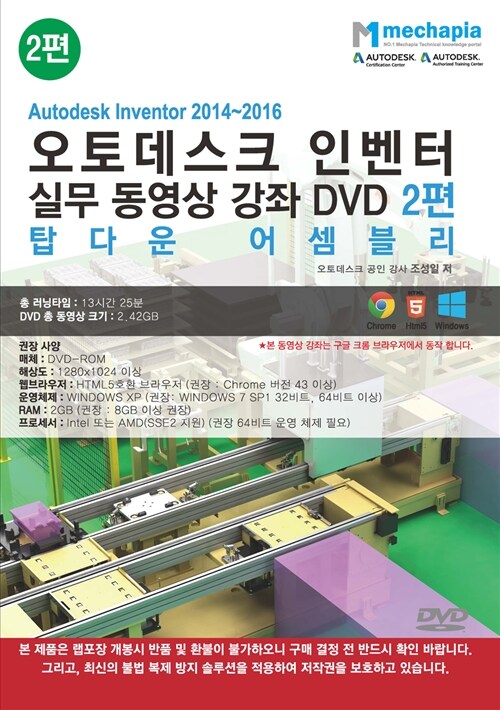 2편
mechapia
NO.1 Mechapia Technical knowledge portal
AUTODESK.
Certification Center
AUTODESK.
Authorized Training Center
Autodesk Inventor 2014~2016
오토데스크 인벤터
실무 동영상 강좌 DVD 2편
탑다운 어셈블리
오토데스크 공인 강사 조성일 저
총 러닝타임 : 13시간 25분
DVD 총 동영상 크기 : 2.42GB
Chrome
HTML
5
Html5
Windows
권장 사양
★본 동영상 강좌는 구글 크롬 브라우저에서 동작 합니다.
매체 : DVD-ROM
해상도 : 1280x1024 이상
웹브라우저 : HTML5호환 브라우저 (권장 : Chrome 버전 43 이상)
운영체제 : WINDOWS XP (권장: WINDOWS 7 SP1 32비트, 64비트 이상)
RAM : 2GB (권장 : 8GB 이상 권장)
프로세서 : Intel 또는 AMD(SSE2 지원) (권장 64비트 운영 체제 필요)
DVD
본 제품은 랩포장 개봉시 반품 및 환불이 불가하오니 구매 결정 전 반드시 확인 바랍니다.
그리고, 최신의 불법 복제 방지 솔루션을 적용하여 저작권을 보호하고 있습니다.